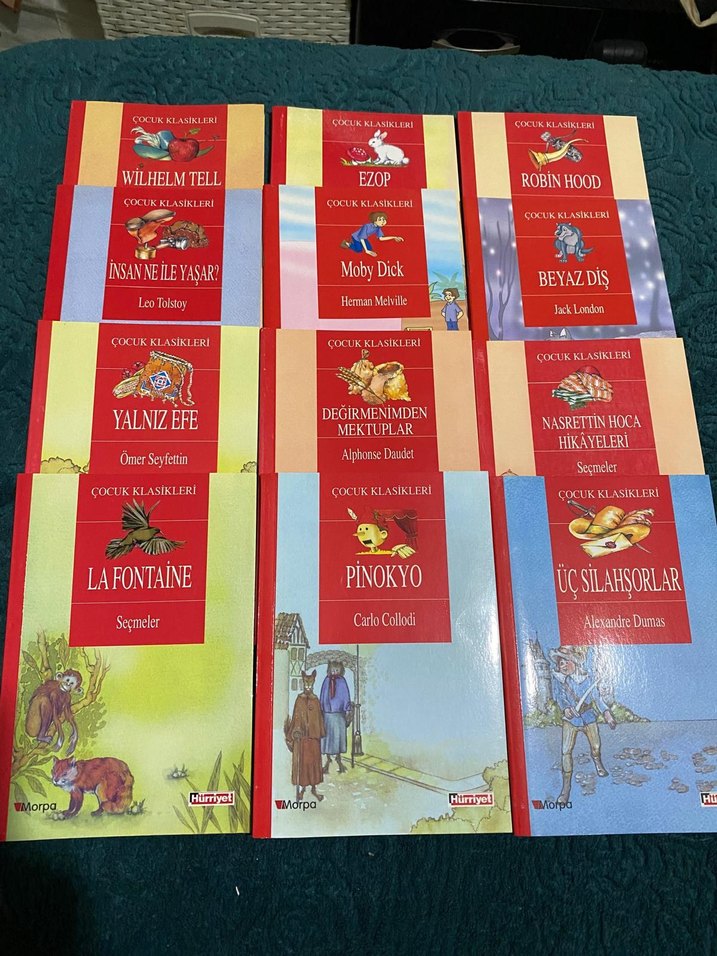 ÇOCUK KLASİKLERİ
WİLHELM TELL
ÇOCUK KLASİKLERİ
EZOP
ÇOCUK KLASİKLERİ
ROBİN HOOD
ÇOCUK KLASİKLERİ
İNSAN NE İLE YAŞAR?
Leo Tolstoy
ÇOCUK KLASİKLERİ
Moby Dick
Herman Melville
ÇOCUK KLASİKLERİ
BEYAZ DİŞ
Jack London
ÇOCUK KLASİKLERİ
YALNIZ EFE
Ömer Seyfettin
ÇOCUK KLASİKLERİ
DEĞİRMENİMDEN
MEKTUPLAR
Alphonse Daudet
ÇOCUK KLASİKLERİ
NASRETTİN HOCA
HİKÂYELERİ
Seçmeler
ÇOCUK KLASİKLERİ
LA FONTAINE
Seçmeler
Morpa
Hürriyet
ÇOCUK KLASİKLERİ
PİNOKYO
Carlo Collodi
Morpa
Hürriyet
ÇOCUK KLASİKLERİ
ÜÇ SİLAHŞORLAR
Alexandre Dumas
Morpa